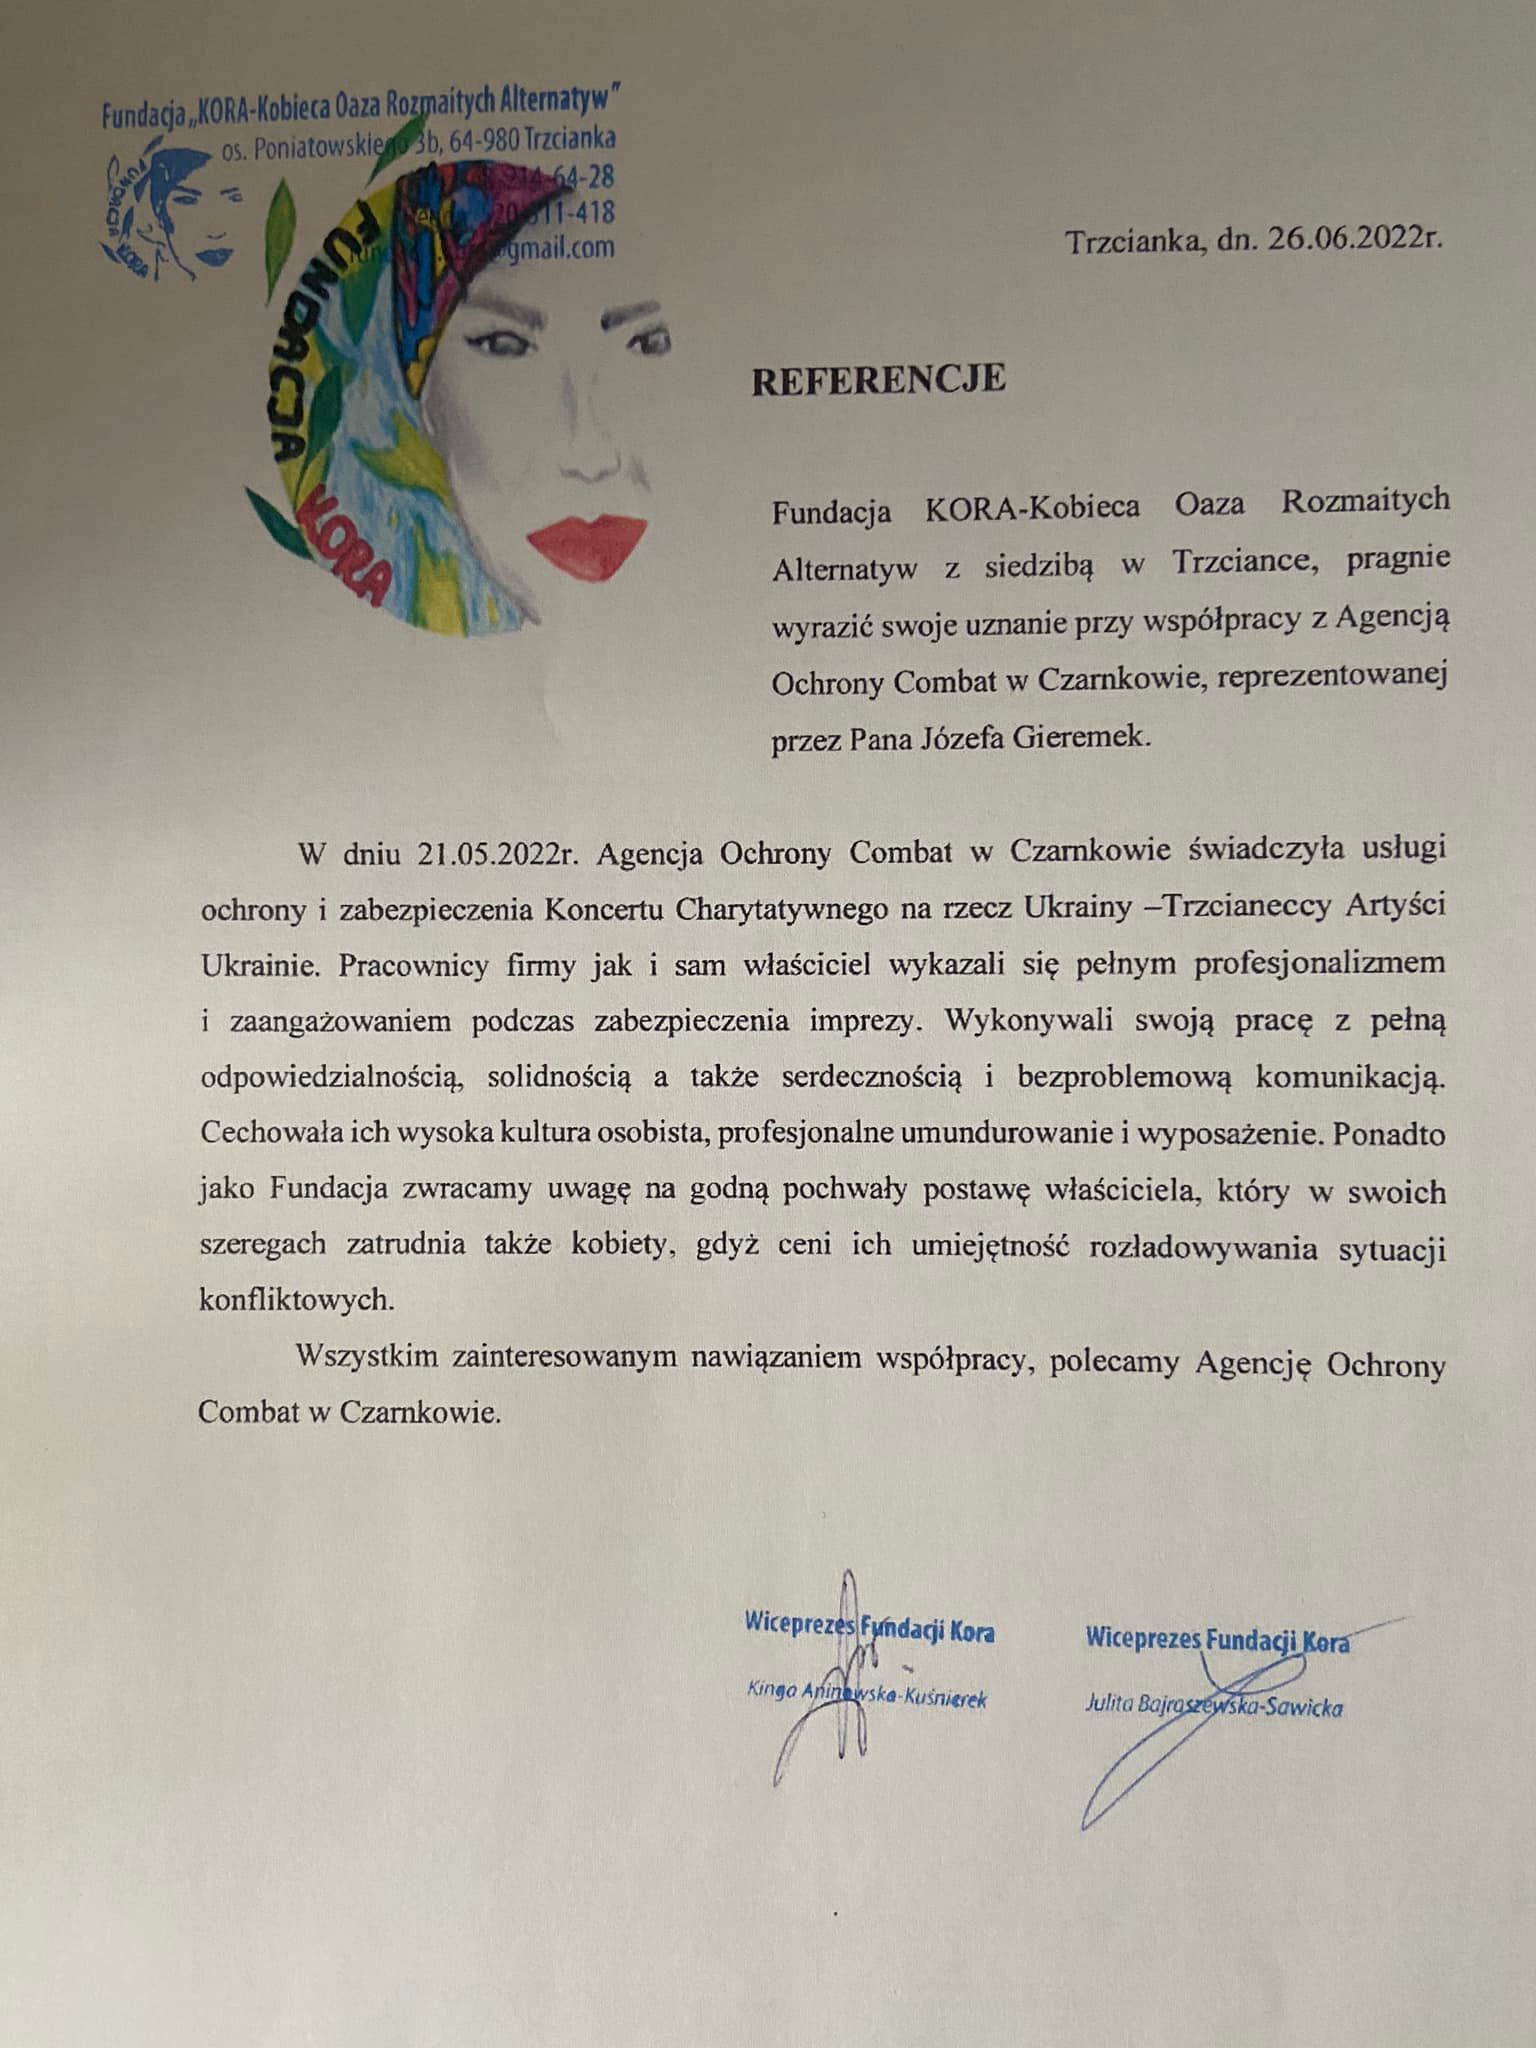 Fundacja „KORA-Kobieca Oaza Rozmaitych Alternatyw"
os. Poniatowskiego 3b, 64-980 Trzcianka
64-28
11-418
@gmail.com
FUNDACJA KORA
FUNDACJA
KORA
Trzcianka, dn. 26.06.2022r.
REFERENCJE
Fundacja KORA-Kobieca Oaza Rozmaitych
Alternatyw z siedzibą w Trzciance, pragnie
wyrazić swoje uznanie przy współpracy z Agencją
Ochrony Combat w Czarnkowie, reprezentowanej
przez Pana Józefa Gieremek.
W dniu 21.05.2022r. Agencja Ochrony Combat w Czarnkowie świadczyła usługi
ochrony i zabezpieczenia Koncertu Charytatywnego na rzecz Ukrainy –Trzcianeccy Artyści
Ukrainie. Pracownicy firmy jak i sam właściciel wykazali się pełnym profesjonalizmem
i zaangażowaniem podczas zabezpieczenia imprezy. Wykonywali swoją pracę z pełną
odpowiedzialnością, solidnością a także serdecznością i bezproblemową komunikacją.
Cechowała ich wysoka kultura osobista, profesjonalne umundurowanie i wyposażenie. Ponadto
jako Fundacja zwracamy uwagę na godną pochwały postawę właściciela, który w swoich
szeregach zatrudnia także kobiety, gdyż ceni ich umiejętność rozładowywania sytuacji
konfliktowych.
Wszystkim zainteresowanym nawiązaniem współpracy, polecamy Agencję Ochrony
Combat w Czarnkowie.
Wiceprezes Fundacji Kora
Kinga Aninowska-Kuśnierek
Wiceprezes Fundacji Kora
Julita Bajraszewska-Sawicka